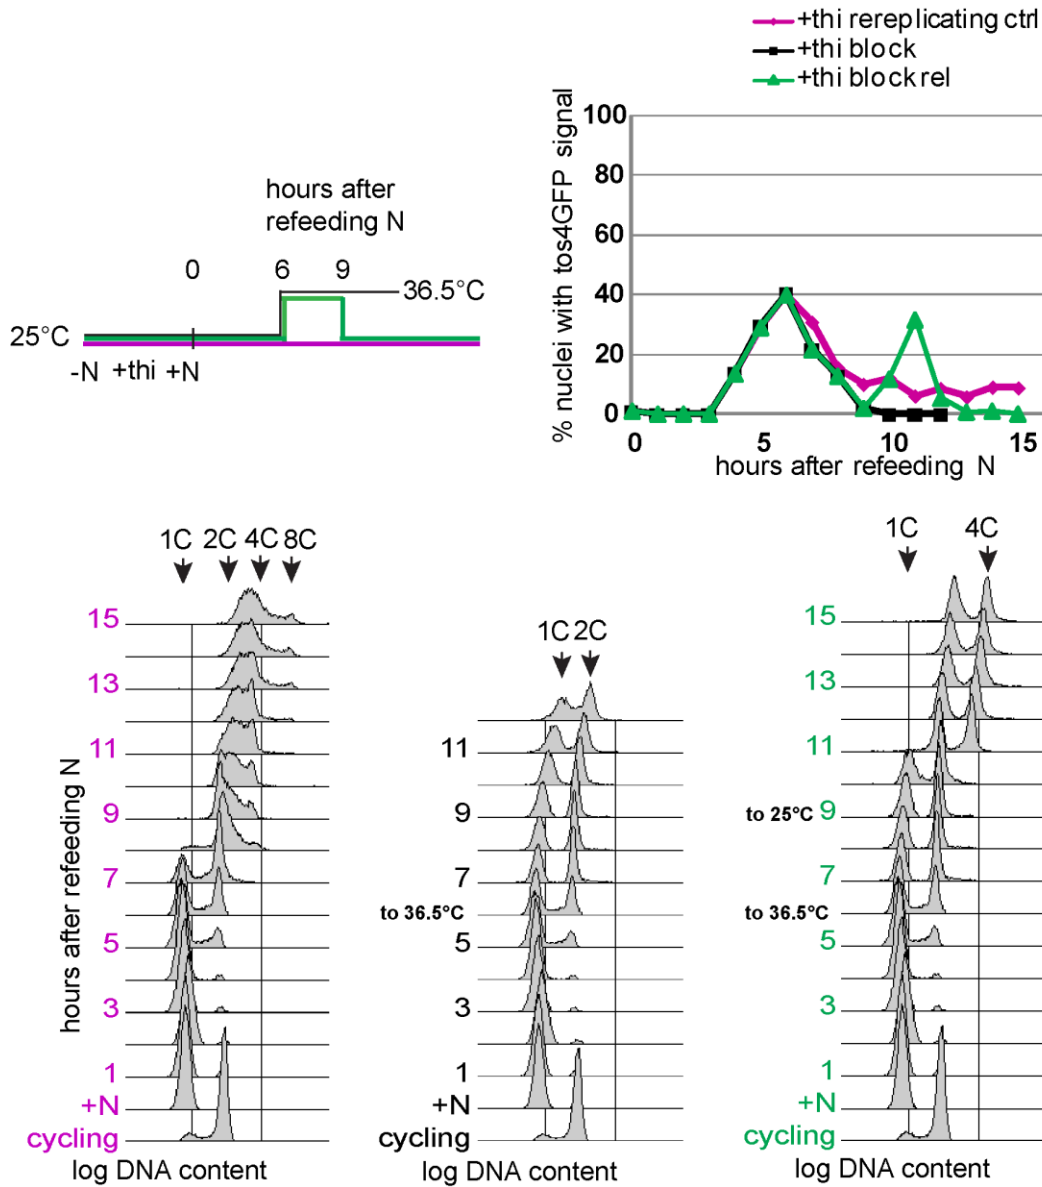 +thi rereplicating ctrl
+thi block
+thi block rel
% nuclei with tos4GFP signal
100
80
60
40
20
0
0
5
10
15
hours after refeeding N
hours after
refeeding N
0
6
9
36.5°C
25°C
-N +thi +N
1C
2C
4C
8C
hours after refeeding N
15
13
11
9
7
5
3
1
+N
cycling
log DNA content
1C
2C
11
9
7
to 36.5°C
5
3
1
+N
cycling
log DNA content
1C
4C
15
13
11
to 25°C
9
7
to 36.5°C
5
3
1
+N
cycling
log DNA content